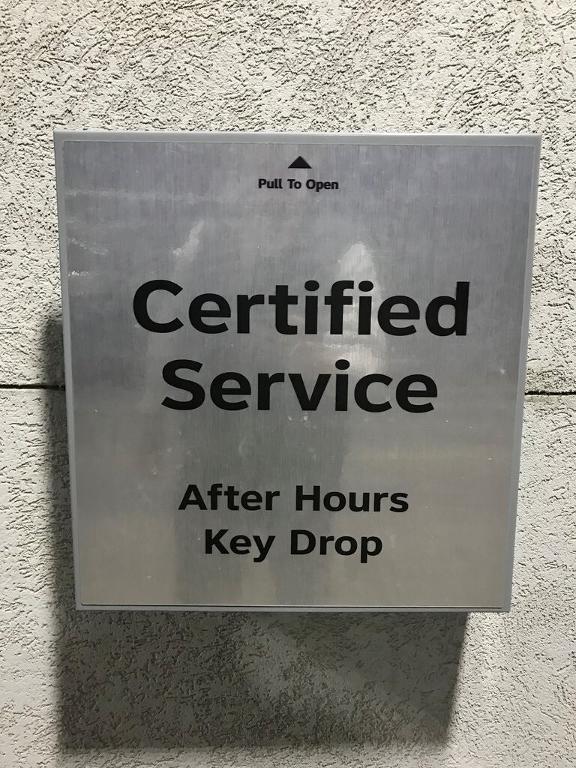 Pull To Open
Certified
Service
After Hours
Key Drop